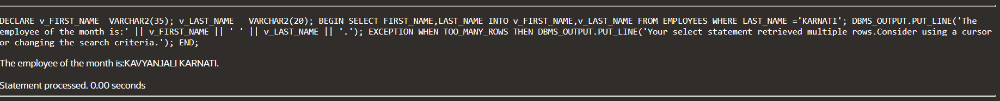 DECLARE v_FIRST_NAME  VARCHAR2(35); v_LAST_NAME   VARCHAR2(20); BEGIN SELECT FIRST_NAME,LAST_NAME INTO v_FIRST_NAME,v_LAST_NAME FROM EMPLOYEES WHERE LAST_NAME ='KARNATI'; DBMS_OUTPUT.PUT_LINE('The
employee of the month is:' || v_FIRST_NAME || ' ' || v_LAST_NAME || '.'); EXCEPTION WHEN TOO_MANY_ROWS THEN DBMS_OUTPUT.PUT_LINE('Your select statement retrieved multiple rows.Consider using a cursor
or changing the search criteria.'); END;
The employee of the month is:KAVYANJALI KARNATI.
Statement processed. 0.00 seconds